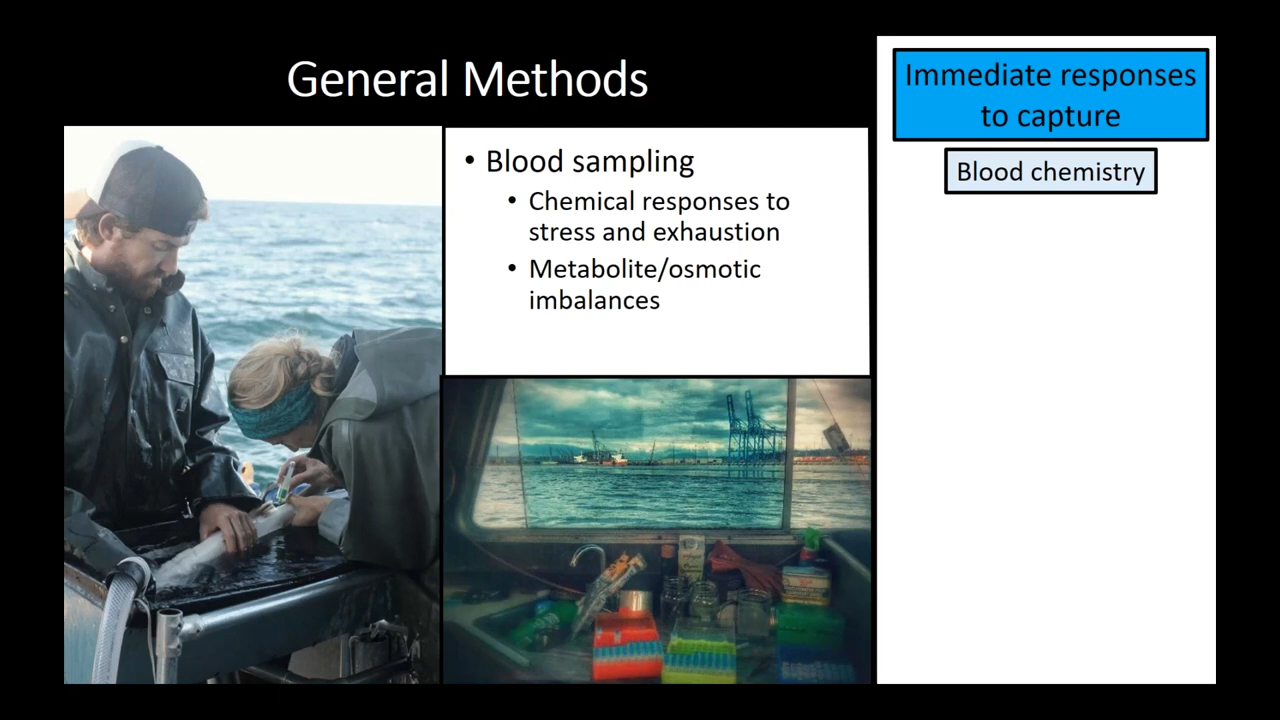 General Methods
• Blood sampling
• Chemical responses to
stress and exhaustion
• Metabolite/osmotic
imbalances
Immediate responses
to capture
Blood chemistry